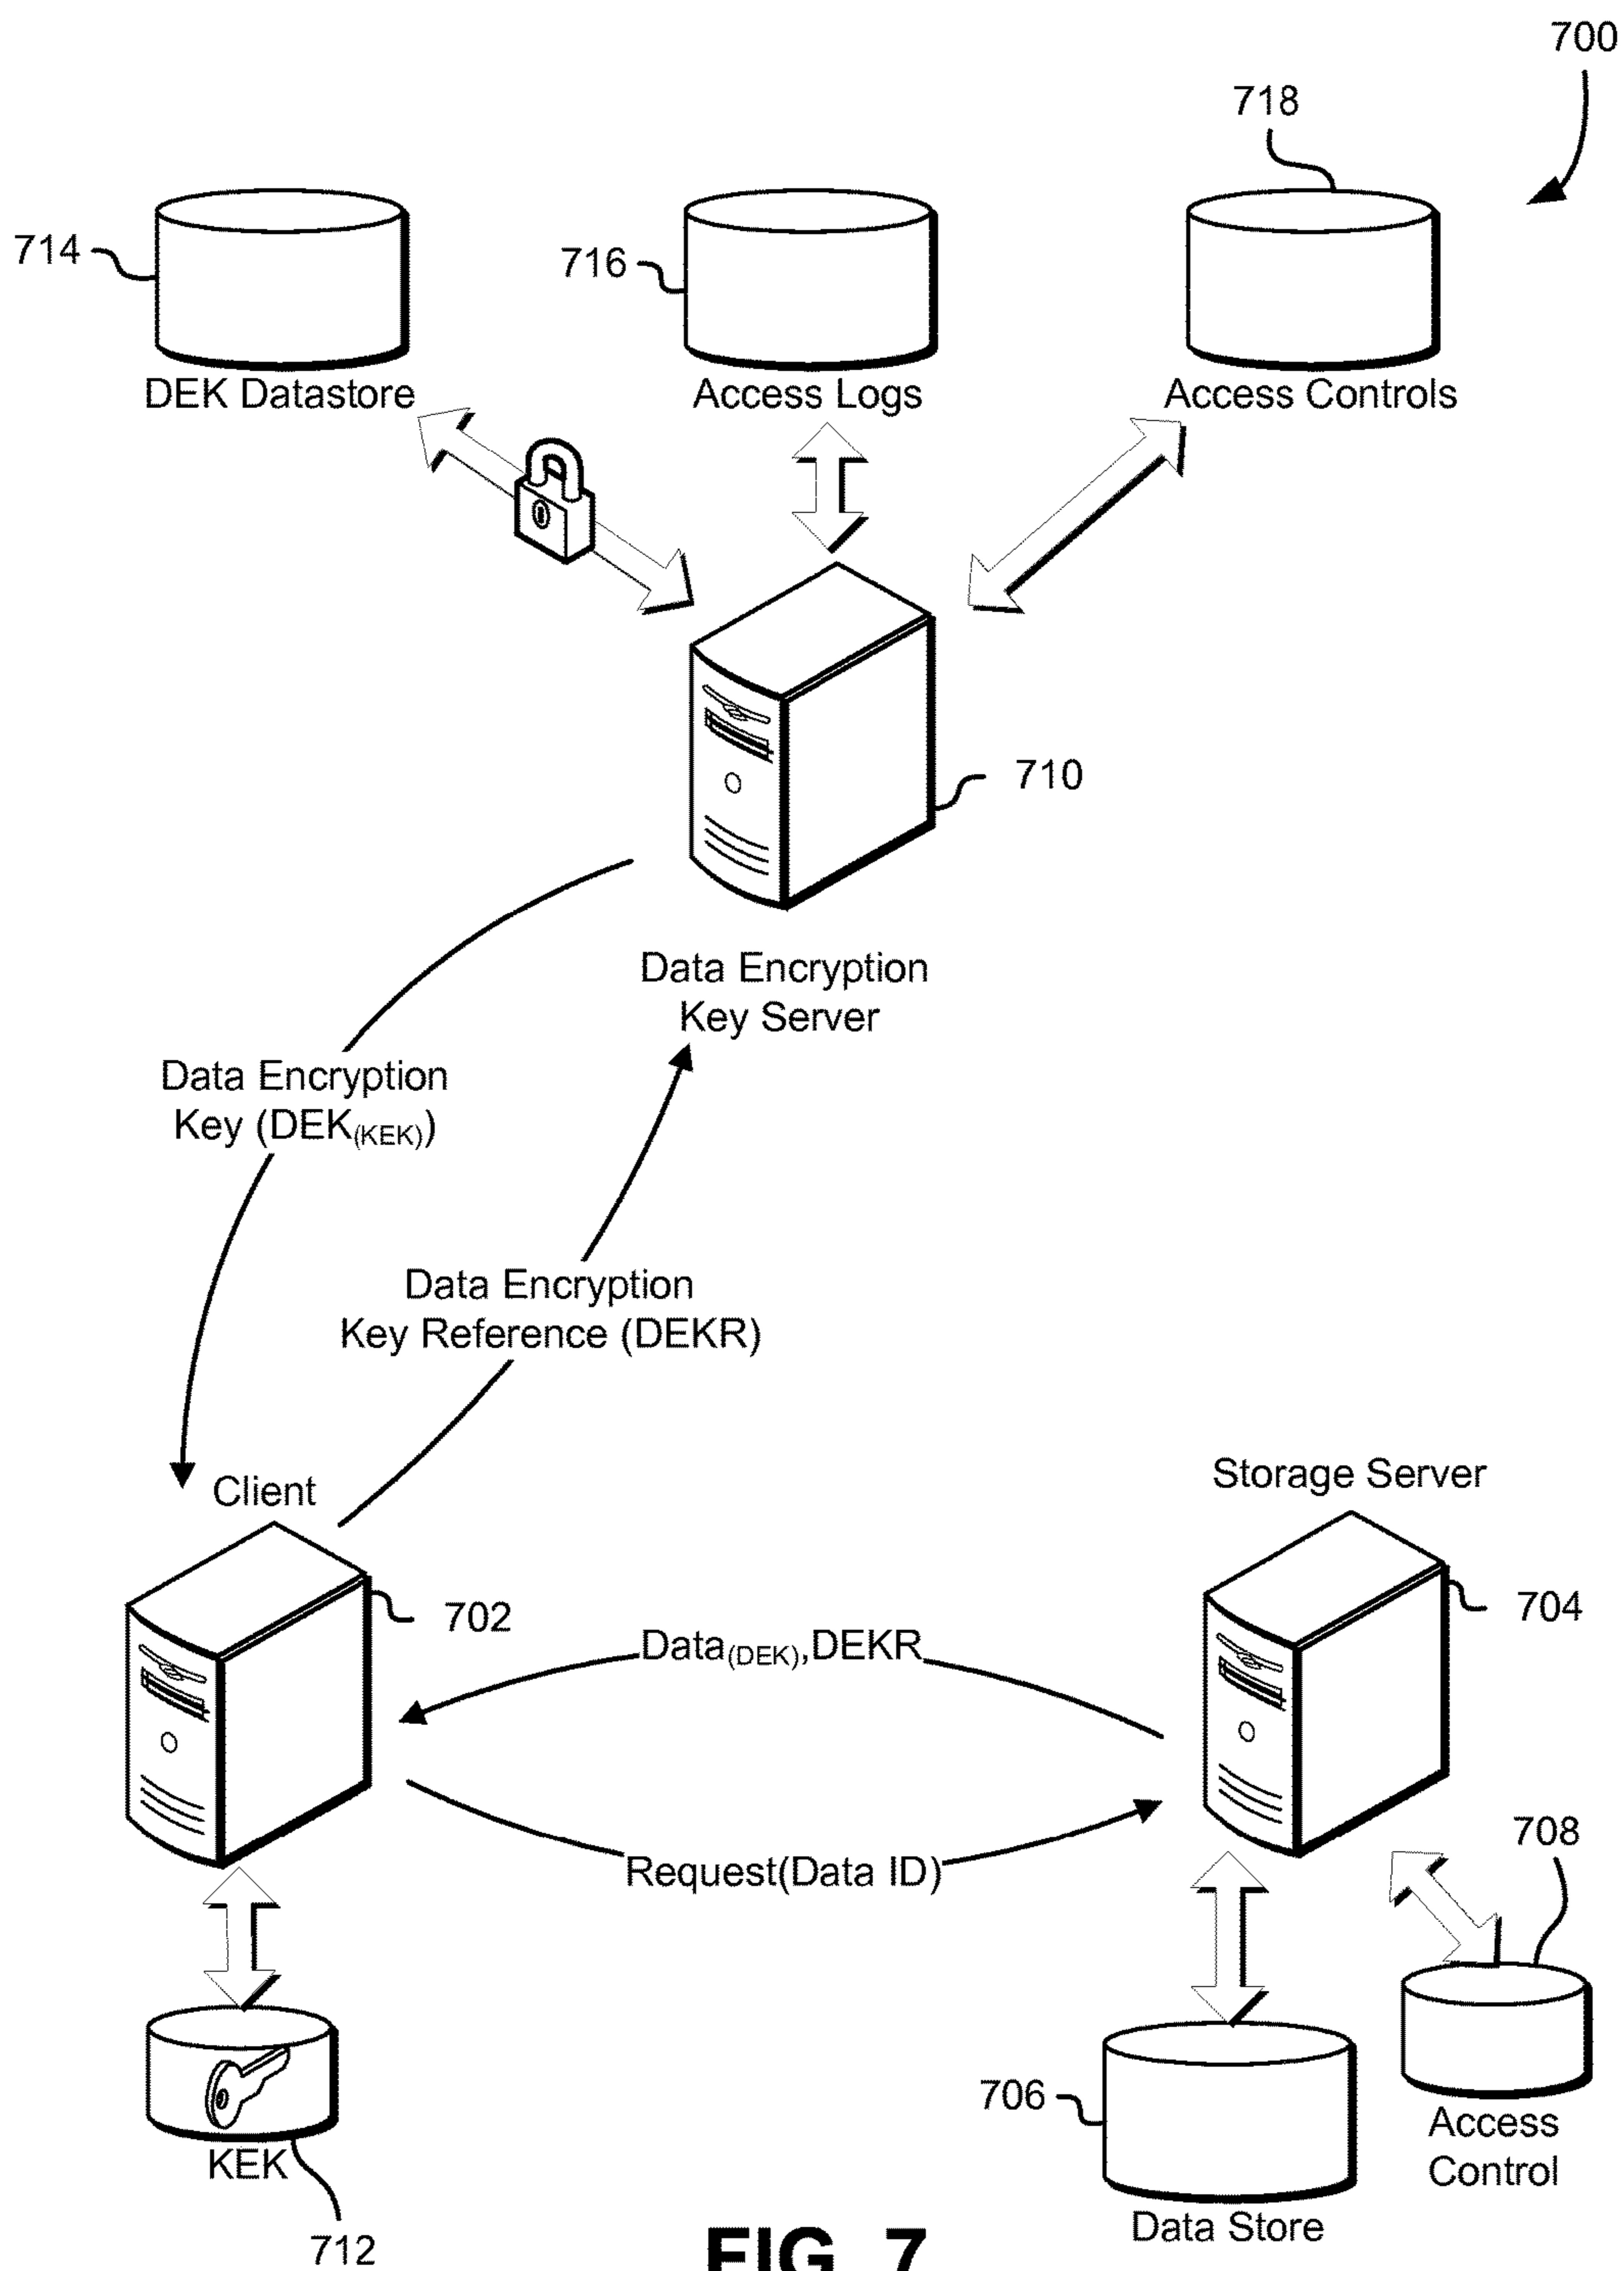 700
718
714
716
DEK Datastore
Access Logs
Access Controls
710
Data Encryption
Key Server
Data Encryption
Key (DEK(KEK))
Data Encryption
Key Reference (DEKR)
Client
Storage Server
702
704
Data(DEK),DEKR
Request(Data ID)
708
706
Access
Control
KEK
Data Store
712
FIG. 7